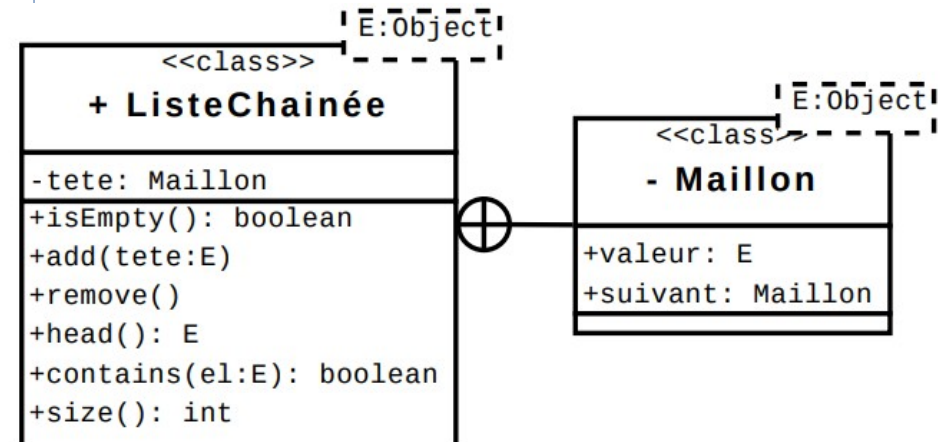 E:Object
<<class>>
+ ListeChainée
-tete: Maillon
+isEmpty(): boolean
+add(tete:E)
+remove()
+head(): E
+contains(el:E): boolean
+size(): int
E:Object
<<class>>
- Maillon
+valeur: E
+suivant: Maillon